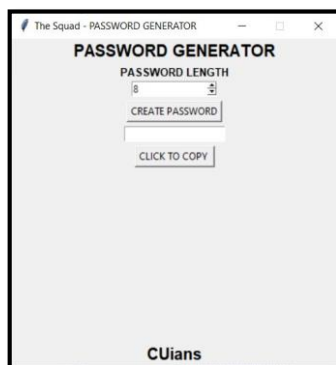 The Squad - PASSWORD GENERATOR
PASSWORD GENERATOR
PASSWORD LENGTH
8
CREATE PASSWORD
CLICK TO COPY
CUians